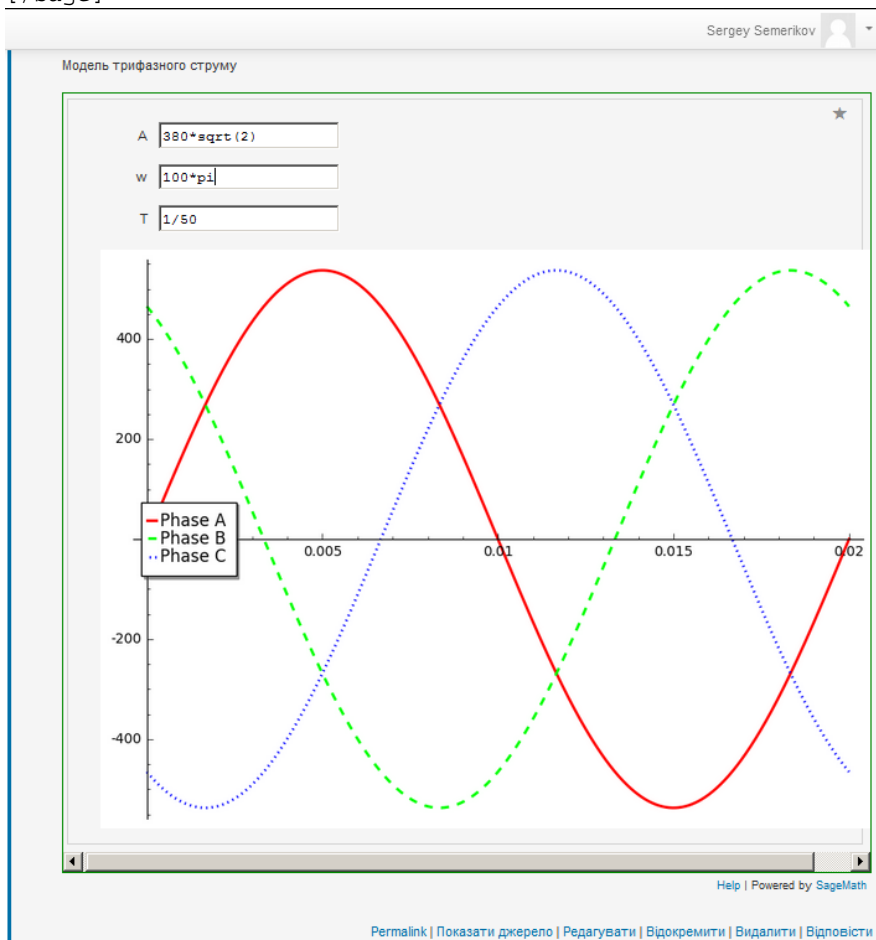 Sergey Semerikov
Модель трифазного струму
A 380*sqrt(2)
w 100*pi
T 1/50
400
200
Phase A
Phase B
Phase C
0.005 0.01 0.015 0.02
-200
-400
Help | Powered by SageMath
Permalink | Показати джерело | Редагувати | Відокремити | Видалити | Відповісти